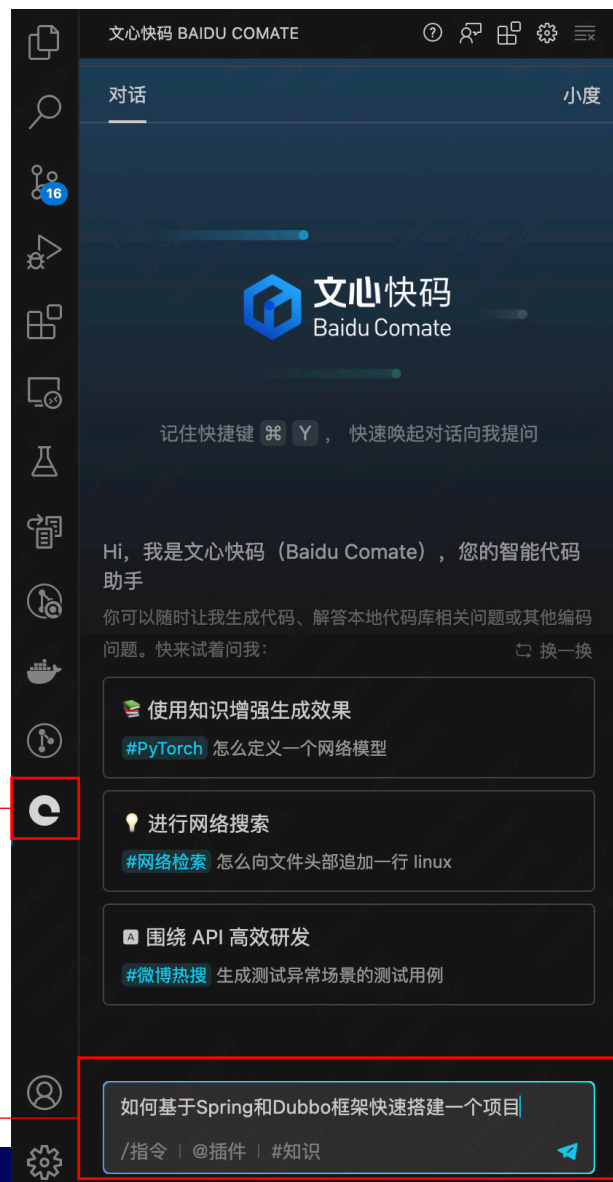 文心快码 BAIDU COMATE
对话
小度
16
文心快码
Baidu Comate
记住快捷键 ⌘ Y ， 快速唤起对话向我提问
Hi，我是文心快码（Baidu Comate），您的智能代码
助手
你可以随时让我生成代码、解答本地代码库相关问题或其他编码
问题。快来试着问我：
换一换
使用知识增强生成效果
#PyTorch 怎么定义一个网络模型
进行网络搜索
#网络检索 怎么向文件头部追加一行 linux
A 围绕 API 高效研发
#微博热搜 生成测试异常场景的测试用例
如何基于Spring和Dubbo框架快速搭建一个项目
/指令 | @插件 | #知识